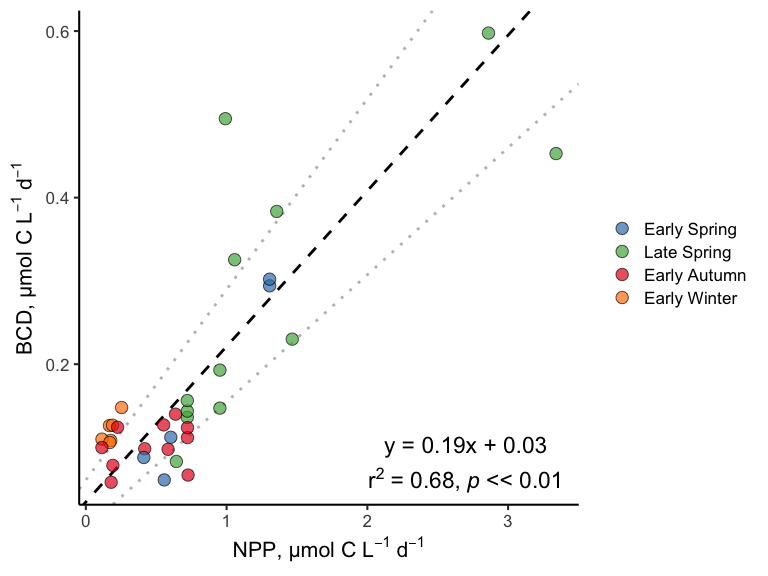 0.6
0.4
0.2
BCD, µmol C L⁻¹ d⁻¹
0
1
2
3
NPP, µmol C L⁻¹ d⁻¹
y = 0.19x + 0.03
r² = 0.68, p << 0.01
Early Spring
Late Spring
Early Autumn
Early Winter